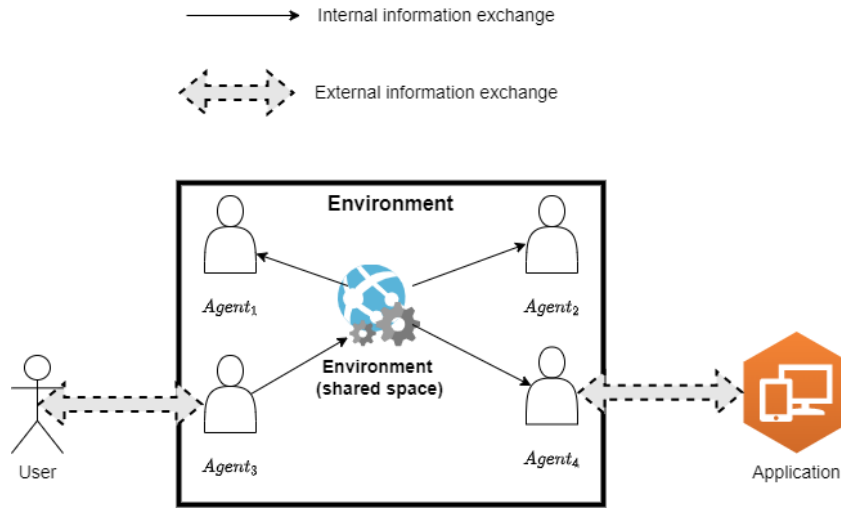 Internal information exchange
External information exchange
Environment
Agent₁
Agent₂
Environment
(shared space)
Agent₃
Agent₄
User
Application